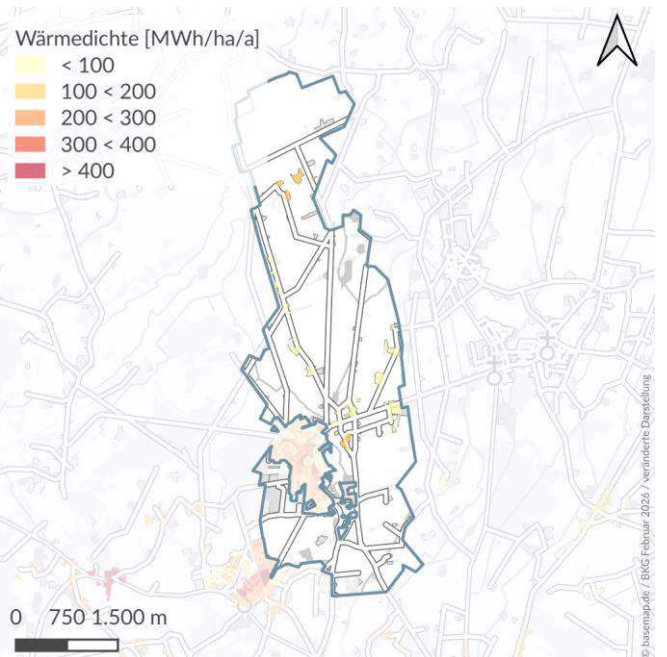 Wärmedichte [MWh/ha/a]
< 100
100 < 200
200 < 300
300 < 400
> 400
0 750 1.500 m
© basemap.de / BKG Februar 2026 / veränderte Darstellung